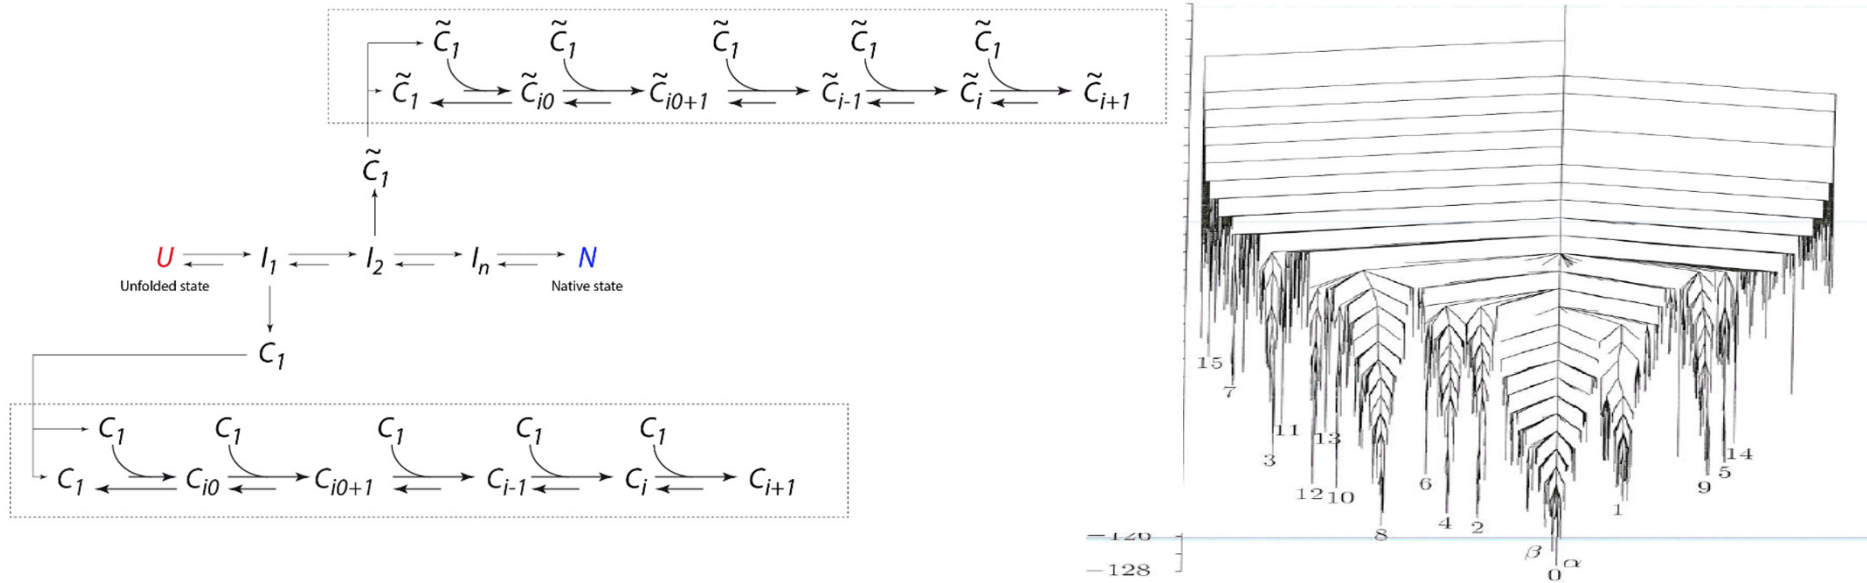 C̃1 C̃1 C̃1 C̃1 C̃1
C̃1 C̃i0 C̃i0+1 C̃i-1 C̃i C̃i+1
C̃1
U I1 I2 In N
Unfolded state Native state
C1
C1 C1 C1 C1 C1
C1 Ci0 Ci0+1 Ci-1 Ci Ci+1
15
7
11
13
3
14
5
12 10
6
9
4 2
1
8
-126
β α
0
-128